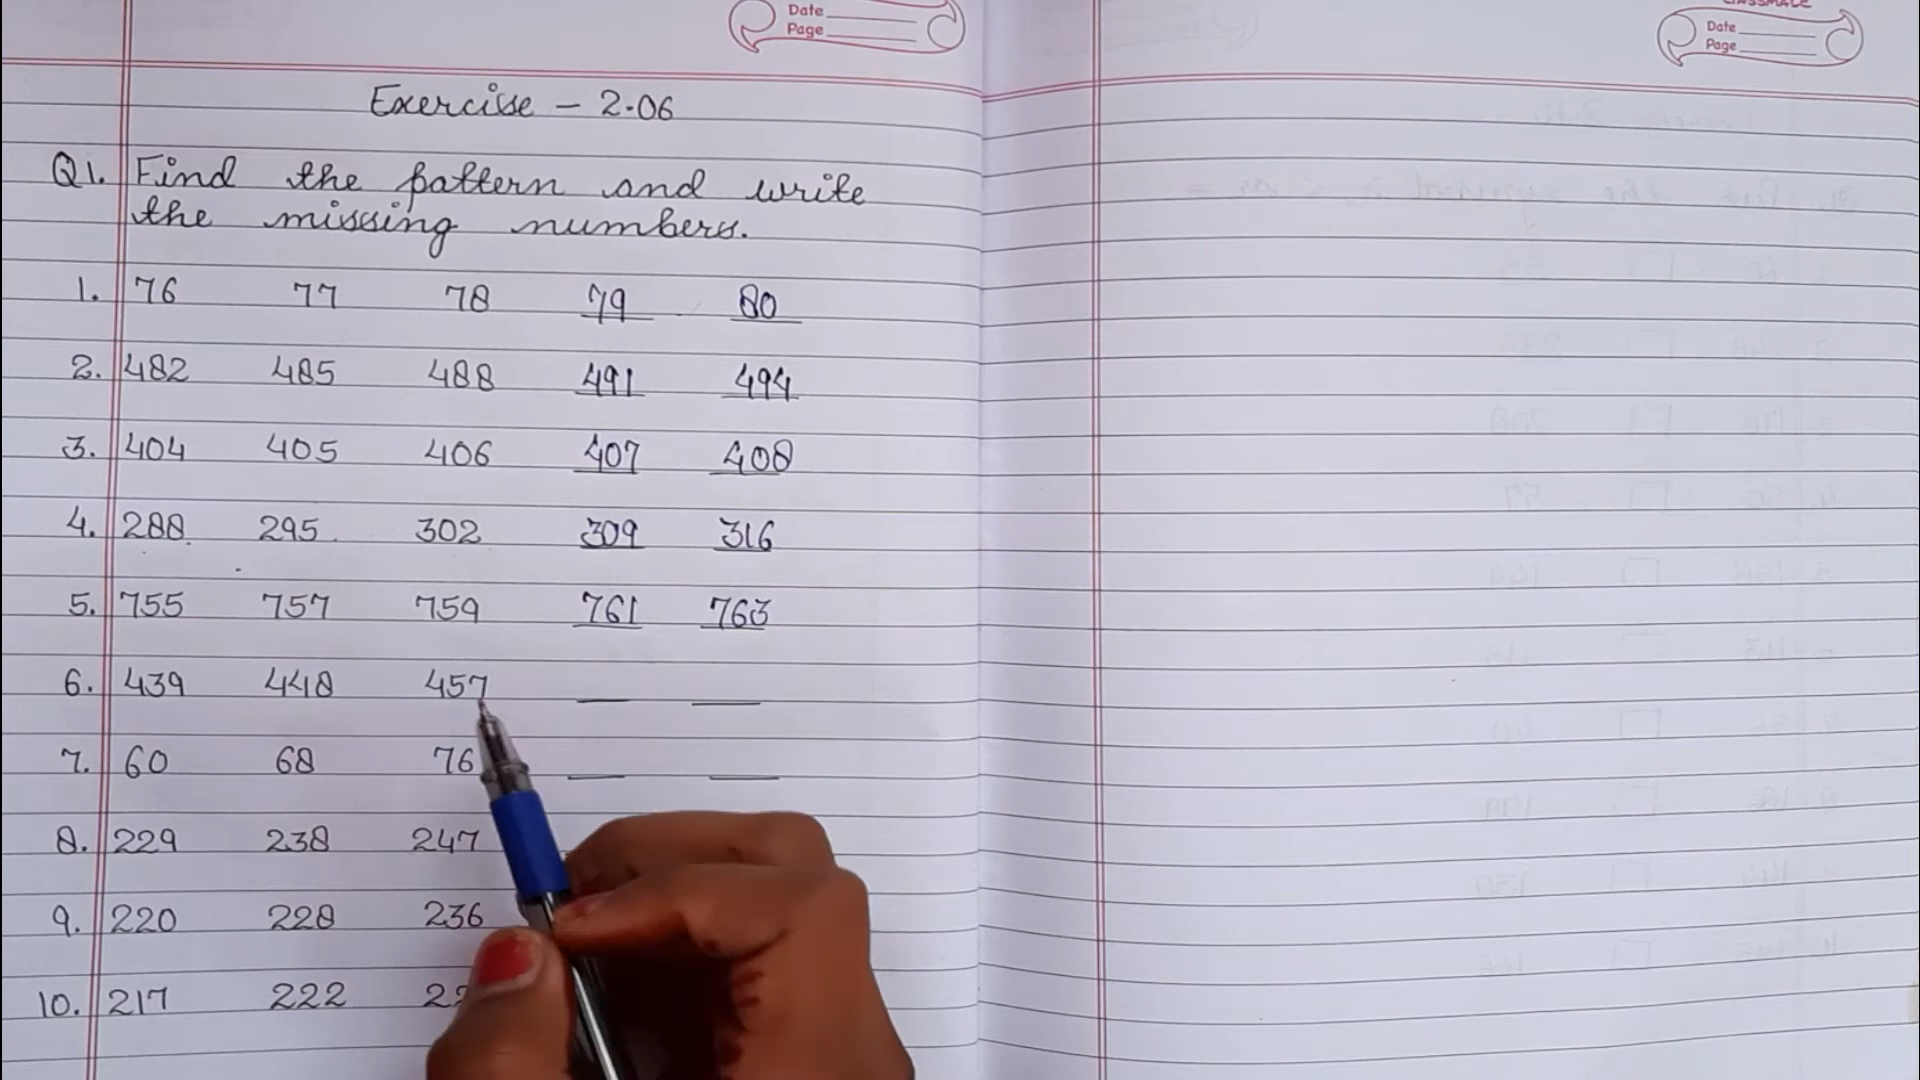 Date
Page
CLASSMATE
Date
Page
Exercise - 2.06
Q1. Find the pattern and write
the missing numbers.
1. 76 77 78 79 80
2. 482 485 488 491 494
3. 404 405 406 407 408
4. 288 295 302 309 316
5. 755 757 759 761 763
6. 439 448 457
7. 60 68 76
8. 229 238 247
9. 220 228 236
10. 217 222